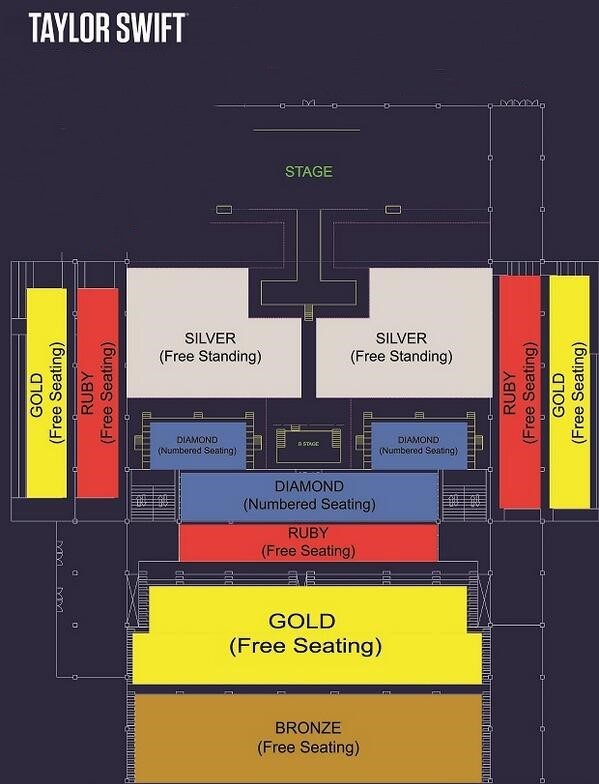 TAYLOR SWIFT
STAGE
SILVER
(Free Standing)
SILVER
(Free Standing)
GOLD
(Free Seating)
RUBY
(Free Seating)
RUBY
(Free Seating)
GOLD
(Free Seating)
DIAMOND
(Numbered Seating)
B STAGE
DIAMOND
(Numbered Seating)
DIAMOND
(Numbered Seating)
RUBY
(Free Seating)
GOLD
(Free Seating)
BRONZE
(Free Seating)